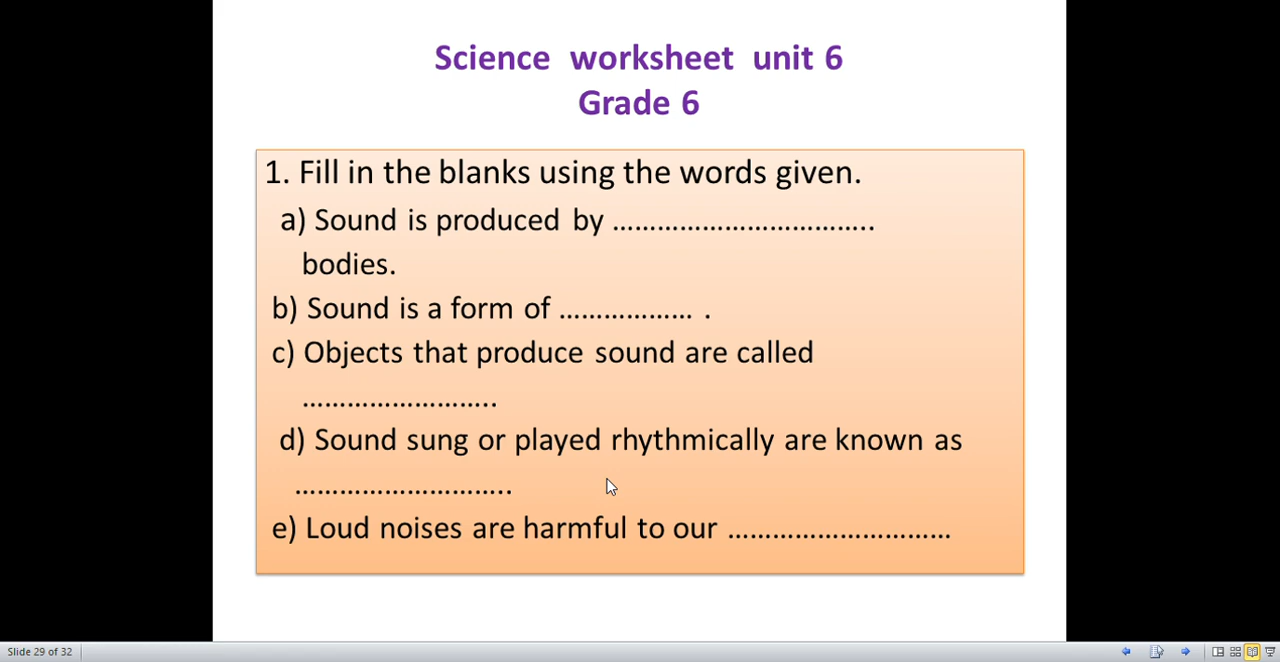 Science worksheet unit 6
Grade 6
1. Fill in the blanks using the words given.
a) Sound is produced by ……………………………..
bodies.
b) Sound is a form of ……………… .
c) Objects that produce sound are called
……………………..
d) Sound sung or played rhythmically are known as
………………………..
e) Loud noises are harmful to our …………………………
Slide 29 of 32